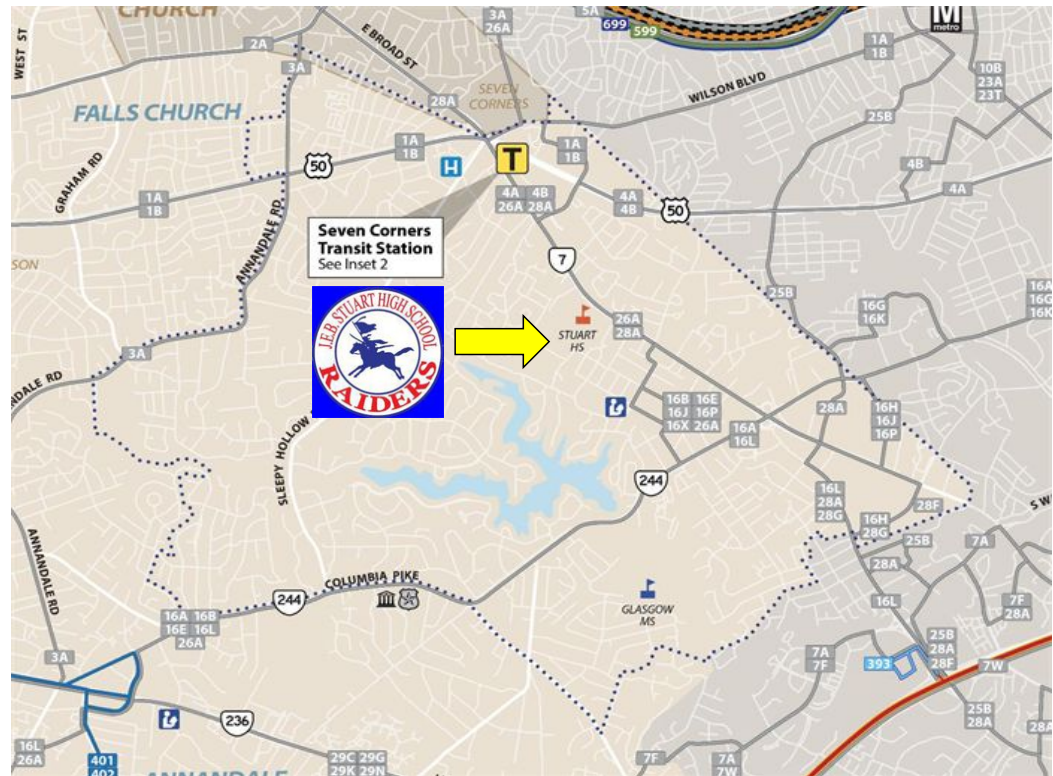 CHURCH
WEST ST
2A
3A
E BROAD ST
3A
26A
5A
699
599
M
metro
1A
1B
10B
23A
23T
WILSON BLVD
SEVEN
CORNERS
28A
FALLS CHURCH
25B
GRAHAM RD
50
1A
1B
H
T
1A
1B
4B
4A
1A
1B
4A 4B
26A 28A
4A
4B
50
Seven Corners
Transit Station
See Inset 2
ANNANDALE RD
7
SON
25B
16A
16G
16K
J.E.B. STUART HIGH SCHOOL
RAIDERS
STUART
HS
26A
28A
16G
16K
3A
SLEEPY HOLLOW
16B 16E
16J 16P
16X 26A
16A
16L
28A
16H
16J
16P
244
16L
28A
28G
16H
28G
28F
S W
25B
7A
28A
ANNANDALE RD
COLUMBIA PIKE
244
16L
7F
28A
GLASGOW
MS
16A 16B
16E 16L
26A
3A
7A
7F
393
25B
28A
28F
7W
236
25B
28A
28A
16L
26A
401
402
29C 29G
29K 29N
7F
7A
7W
ANNANDALE